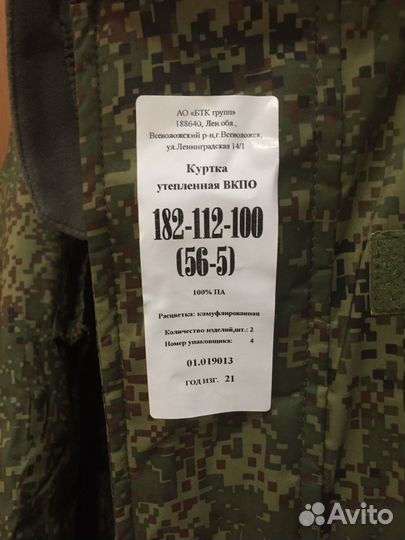 АО «БТК групп»
188640, Лен.обл.,
Всеволожский р-н,г.Всеволожск,
ул.Ленинградская 14/1
Куртка
утепленная ВКПО
182-112-100
(56-5)
100% ПА
Расцветка: камуфлированная
Количество изделий,шт.: 2
Номер упаковщика: 4
01.019013
год изг. 21
Avito